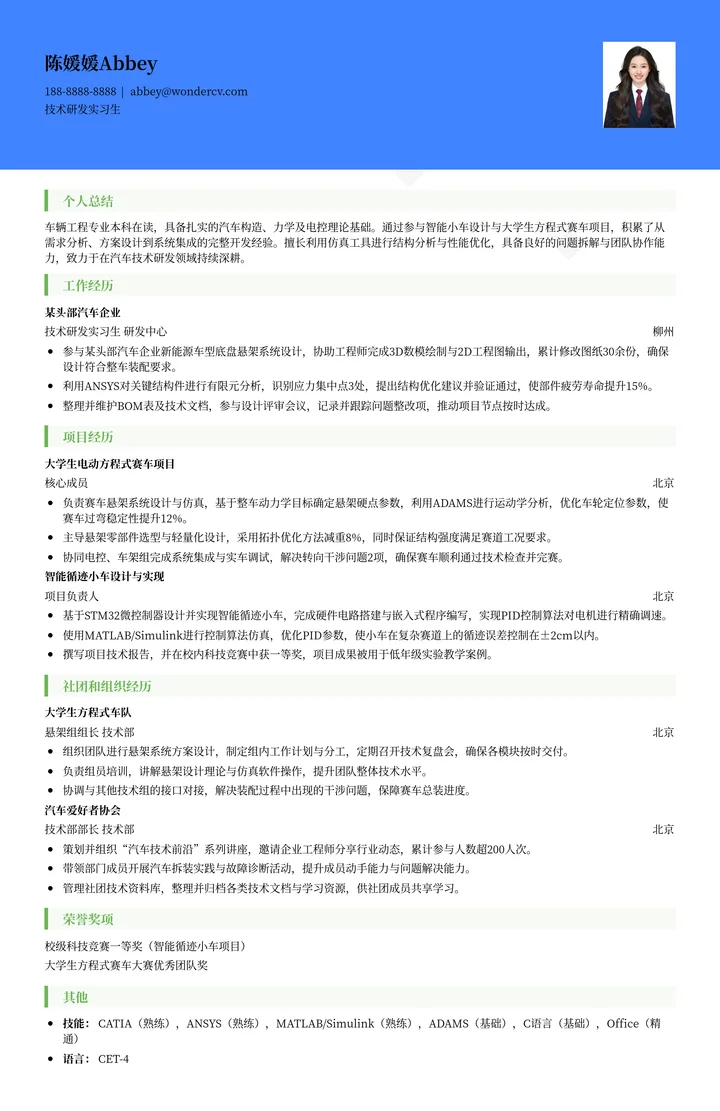 陈媛媛Abbey
188-8888-8888 | abbey@wondercv.com
技术研发实习生
个人总结
车辆工程专业本科在读，具备扎实的汽车构造、力学及电控理论基础。通过参与智能小车设计与大学生方程式赛车项目，积累了从
需求分析、方案设计到系统集成的完整开发经验。擅长利用仿真工具进行结构分析与性能优化，具备良好的问题拆解与团队协作能
力，致力于在汽车技术研发领域持续深耕。
工作经历
某头部汽车企业
技术研发实习生 研发中心 柳州
• 参与某头部汽车企业新能源车型底盘悬架系统设计，协助工程师完成3D数模绘制与2D工程图输出，累计修改图纸30余份，确保
设计符合整车装配要求。
• 利用ANSYS对关键结构件进行有限元分析，识别应力集中点3处，提出结构优化建议并验证通过，使部件疲劳寿命提升15%。
• 整理并维护BOM表及技术文档，参与设计评审会议，记录并跟踪问题整改项，推动项目节点按时达成。
项目经历
大学生电动方程式赛车项目
核心成员 北京
• 负责赛车悬架系统设计与仿真，基于整车动力学目标确定悬架硬点参数，利用ADAMS进行运动学分析，优化车轮定位参数，使
赛车过弯稳定性提升12%。
• 主导悬架零部件选型与轻量化设计，采用拓扑优化方法减重8%，同时保证结构强度满足赛道工况要求。
• 协同电控、车架组完成系统集成与实车调试，解决转向干涉问题2项，确保赛车顺利通过技术检查并完赛。
智能循迹小车设计与实现
项目负责人 北京
• 基于STM32微控制器设计并实现智能循迹小车，完成硬件电路搭建与嵌入式程序编写，实现PID控制算法对电机进行精确调速。
• 使用MATLAB/Simulink进行控制算法仿真，优化PID参数，使小车在复杂赛道上的循迹误差控制在±2cm以内。
• 撰写项目技术报告，并在校内科技竞赛中获一等奖，项目成果被用于低年级实验教学案例。
社团和组织经历
大学生方程式车队
悬架组组长 技术部 北京
• 组织团队进行悬架系统方案设计，制定组内工作计划与分工，定期召开技术复盘会，确保各模块按时交付。
• 负责组员培训，讲解悬架设计理论与仿真软件操作，提升团队整体技术水平。
• 协调与其他技术组的接口对接，解决装配过程中出现的干涉问题，保障赛车总装进度。
汽车爱好者协会
技术部部长 技术部 北京
• 策划并组织“汽车技术前沿”系列讲座，邀请企业工程师分享行业动态，累计参与人数超200人次。
• 带领部门成员开展汽车拆装实践与故障诊断活动，提升成员动手能力与问题解决能力。
• 管理社团技术资料库，整理并归档各类技术文档与学习资源，供社团成员共享学习。
荣誉奖项
校级科技竞赛一等奖（智能循迹小车项目）
大学生方程式赛车大赛优秀团队奖
其他
• 技能： CATIA（熟练），ANSYS（熟练），MATLAB/Simulink（熟练），ADAMS（基础），C语言（基础），Office（精
通）
• 语言： CET-4